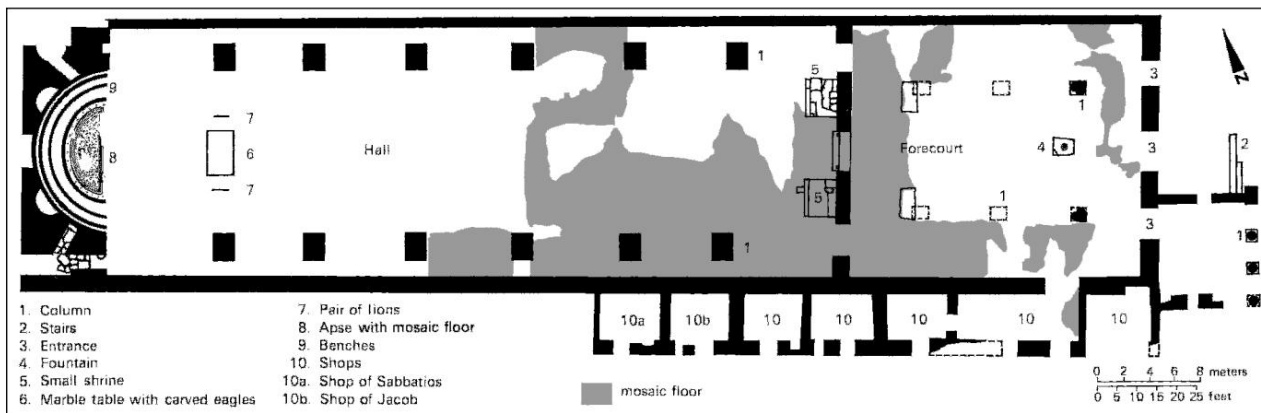 1
3
9
5
1
3
2
7
8
6
Hall
Forecourt
4
3
7
5
1
1
3
1
N
1. Column
2. Stairs
3. Entrance
4. Fountain
5. Small shrine
6. Marble table with carved eagles
7. Pair of lions
8. Apse with mosaic floor
9. Benches
10. Shops
10a. Shop of Sabbatios
10b. Shop of Jacob
10a 10b 10 10 10 10 10
mosaic floor
0 2 4 6 8 meters
0 5 10 15 20 25 feet